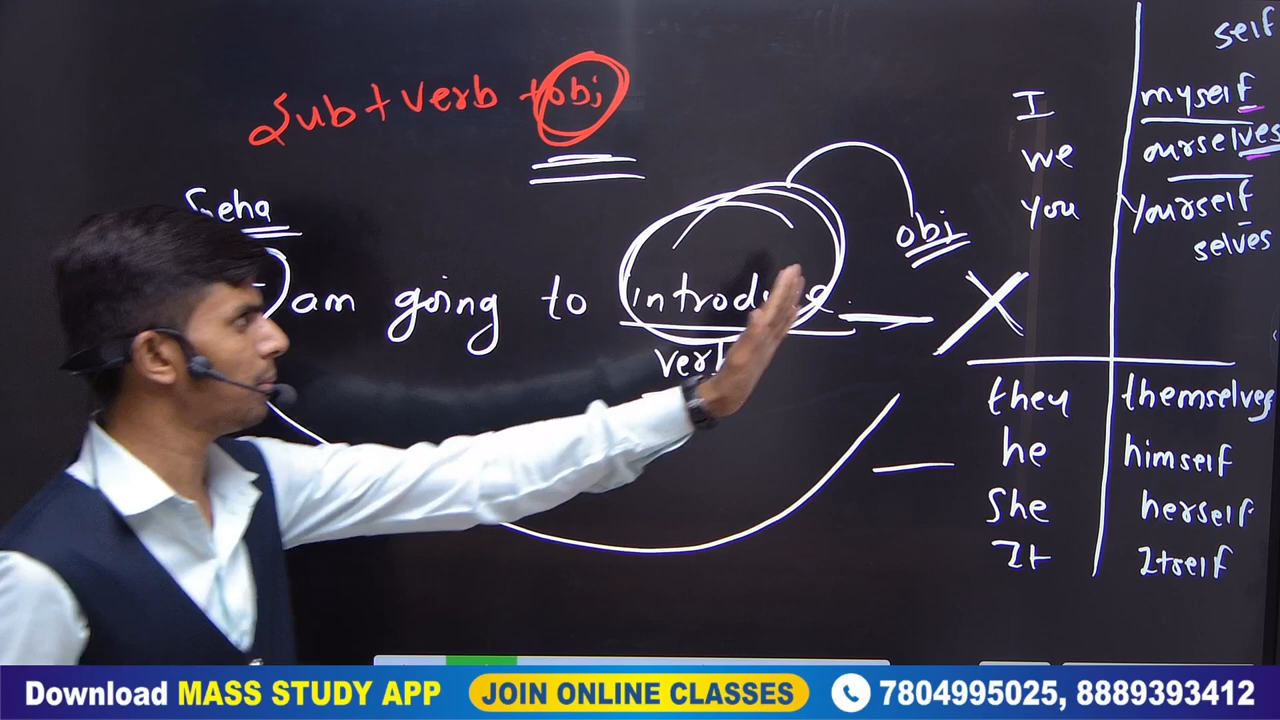 self
Sub + verb + obj
I myself
we ourselves
you yourself
selves
obj
am going to introduce. — X
verb
they themselves
he himself
she herself
It Itself
Download MASS STUDY APP JOIN ONLINE CLASSES 7804995025, 8889393412